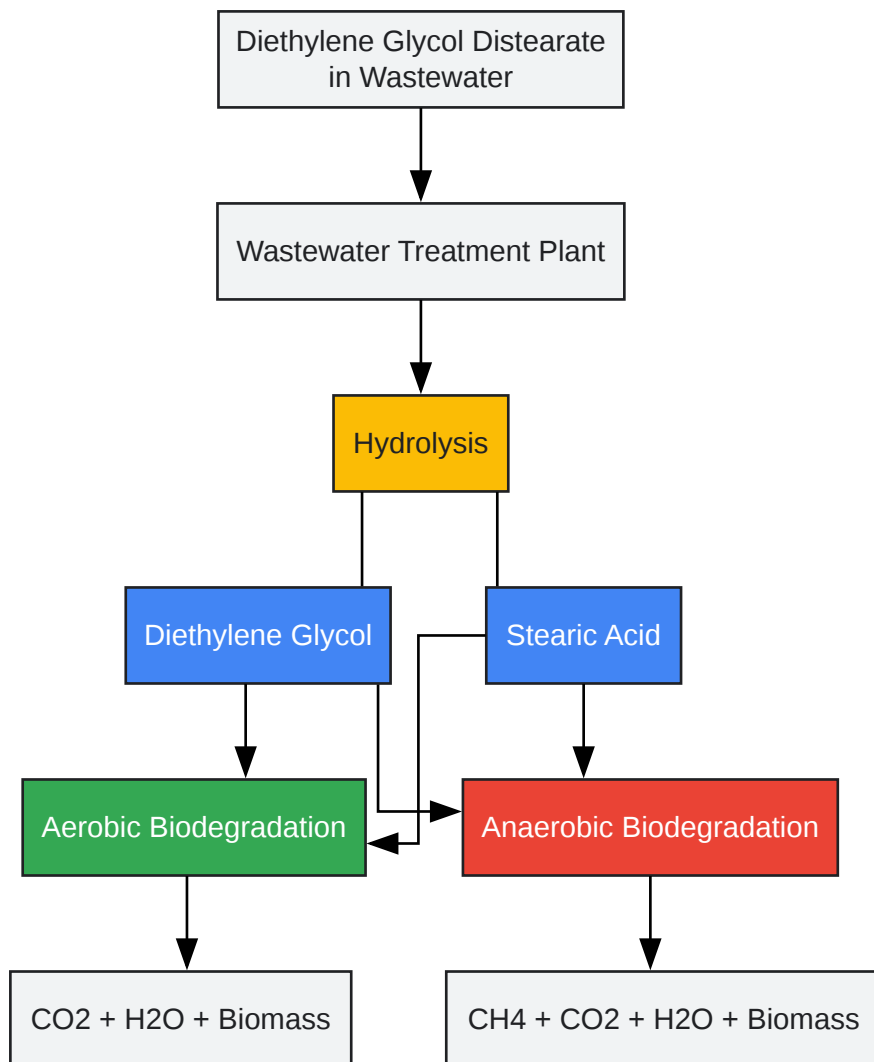 Diethylene Glycol Distearate
in Wastewater
Wastewater Treatment Plant
Hydrolysis
Diethylene Glycol
Stearic Acid
Aerobic Biodegradation
Anaerobic Biodegradation
CO2 + H2O + Biomass
CH4 + CO2 + H2O + Biomass